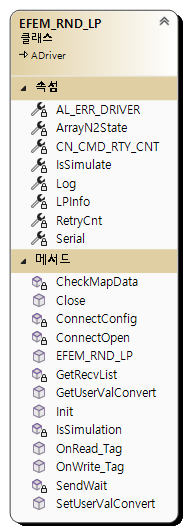 EFEM_RND_LP
클래스
ADriver
속성
AL_ERR_DRIVER
ArrayN2State
CN_CMD_RTY_CNT
IsSimulate
Log
LPInfo
RetryCnt
Serial
메서드
CheckMapData
Close
ConnectConfig
ConnectOpen
EFEM_RND_LP
GetRecvList
GetUserValConvert
Init
IsSimulation
OnRead_Tag
OnWrite_Tag
SendWait
SetUserValConvert